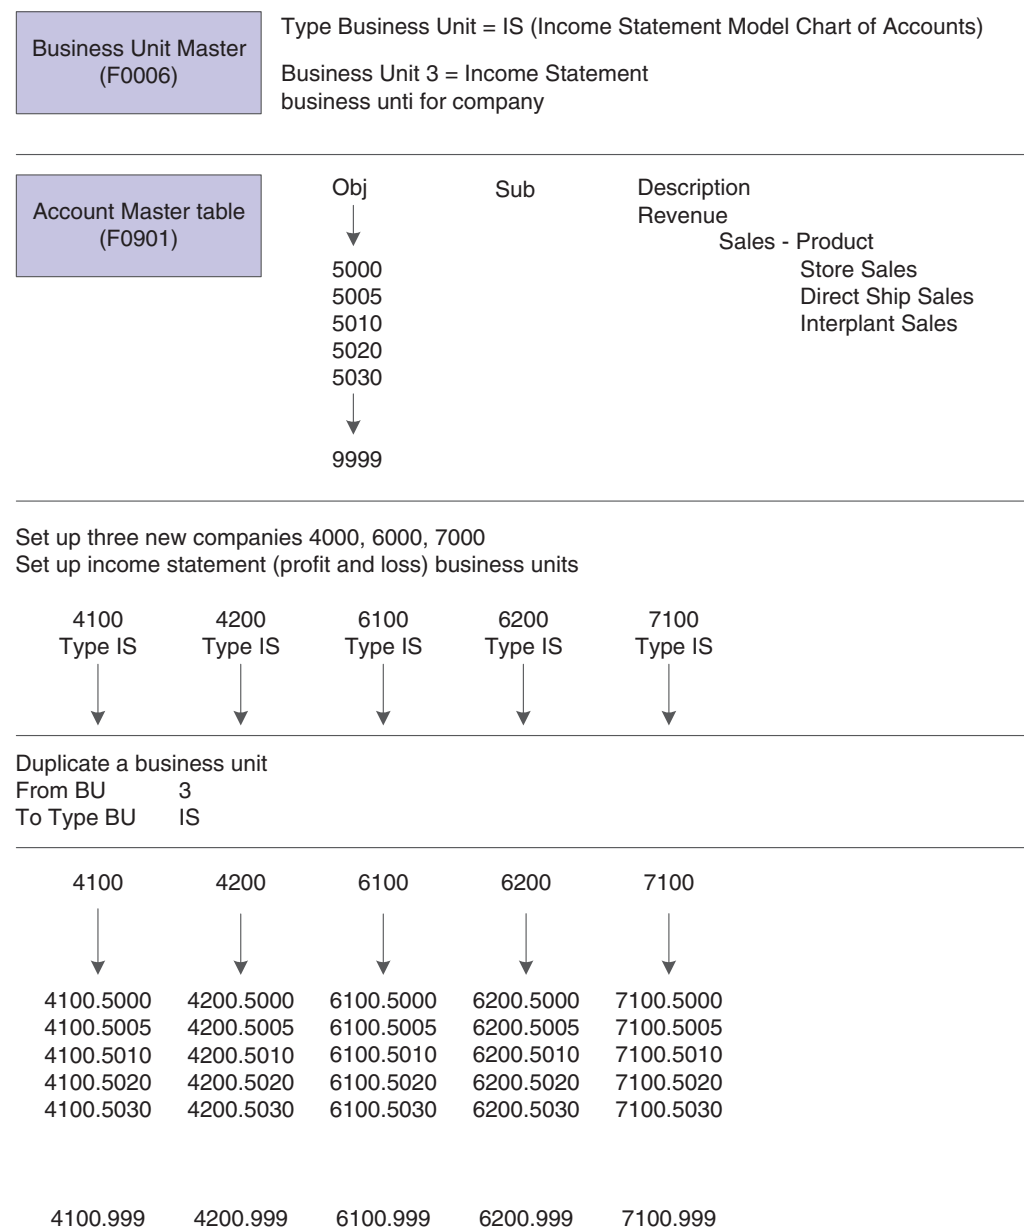 Business Unit Master
(F0006)
Type Business Unit = IS (Income Statement Model Chart of Accounts)
Business Unit 3 = Income Statement
business unti for company
Account Master table
(F0901)
Obj Sub Description
Revenue
Sales - Product
5000 Store Sales
5005 Direct Ship Sales
5010 Interplant Sales
5020
5030
9999
Set up three new companies 4000, 6000, 7000
Set up income statement (profit and loss) business units
4100 4200 6100 6200 7100
Type IS Type IS Type IS Type IS Type IS
Duplicate a business unit
From BU 3
To Type BU IS
4100 4200 6100 6200 7100
4100.5000 4200.5000 6100.5000 6200.5000 7100.5000
4100.5005 4200.5005 6100.5005 6200.5005 7100.5005
4100.5010 4200.5010 6100.5010 6200.5010 7100.5010
4100.5020 4200.5020 6100.5020 6200.5020 7100.5020
4100.5030 4200.5030 6100.5030 6200.5030 7100.5030
4100.999 4200.999 6100.999 6200.999 7100.999